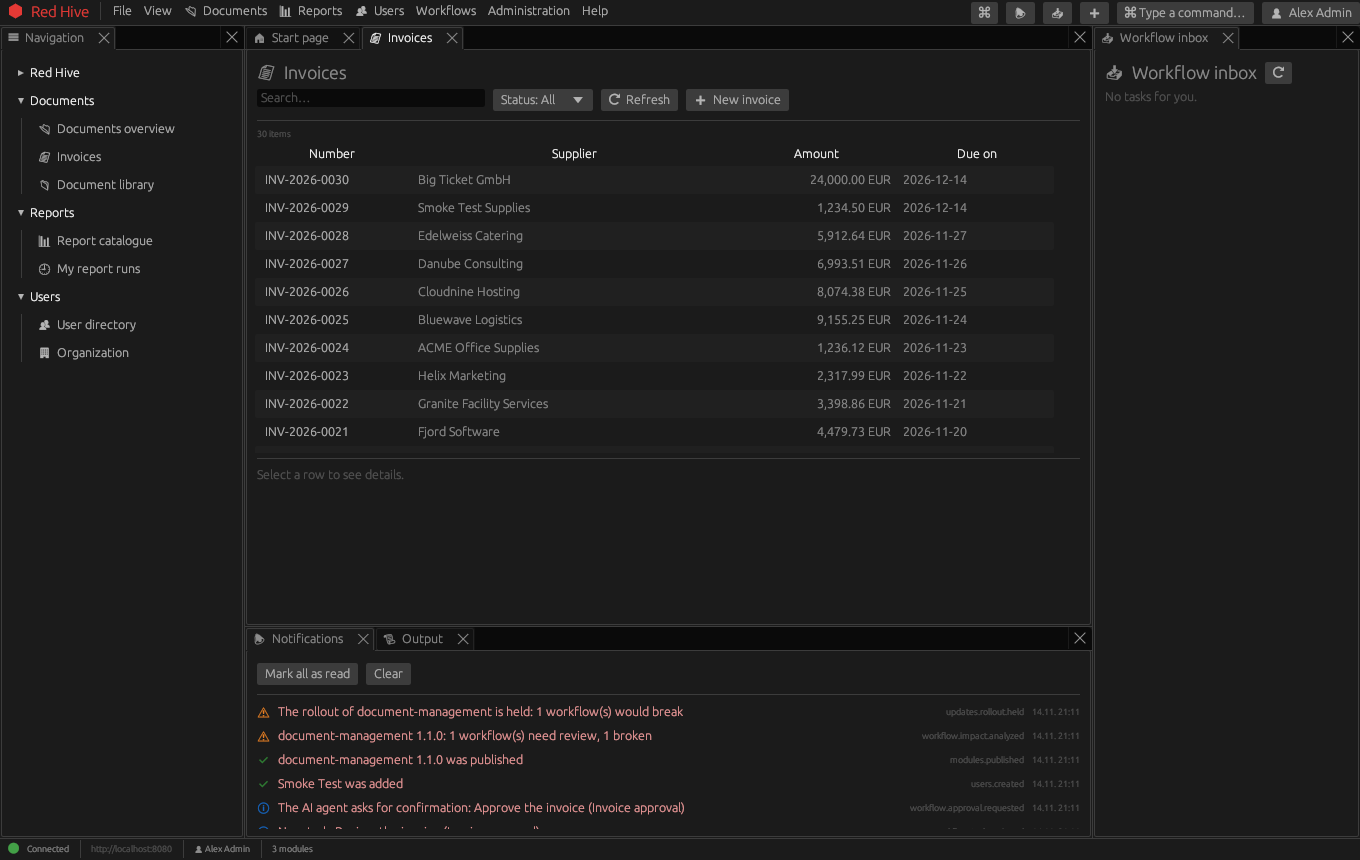 Red Hive File View Documents Reports Users Workflows Administration Help ⌘ + ⌘ Type a command... Alex Admin
Navigation
Start page
Invoices
Workflow inbox
Red Hive
Documents
Documents overview
Invoices
Document library
Reports
Report catalogue
My report runs
Users
User directory
Organization
Invoices
Search...
Status: All
Refresh
+ New invoice
30 items
Number Supplier Amount Due on
INV-2026-0030 Big Ticket GmbH 24,000.00 EUR 2026-12-14
INV-2026-0029 Smoke Test Supplies 1,234.50 EUR 2026-12-14
INV-2026-0028 Edelweiss Catering 5,912.64 EUR 2026-11-27
INV-2026-0027 Danube Consulting 6,993.51 EUR 2026-11-26
INV-2026-0026 Cloudnine Hosting 8,074.38 EUR 2026-11-25
INV-2026-0025 Bluewave Logistics 9,155.25 EUR 2026-11-24
INV-2026-0024 ACME Office Supplies 1,236.12 EUR 2026-11-23
INV-2026-0023 Helix Marketing 2,317.99 EUR 2026-11-22
INV-2026-0022 Granite Facility Services 3,398.86 EUR 2026-11-21
INV-2026-0021 Fjord Software 4,479.73 EUR 2026-11-20
Select a row to see details.
Workflow inbox
No tasks for you.
Notifications
Output
Mark all as read
Clear
The rollout of document-management is held: 1 workflow(s) would break updates.rollout.held 14.11. 21:11
document-management 1.1.0: 1 workflow(s) need review, 1 broken workflow.impact.analyzed 14.11. 21:11
document-management 1.1.0 was published modules.published 14.11. 21:11
Smoke Test was added users.created 14.11. 21:11
The AI agent asks for confirmation: Approve the invoice (Invoice approval) workflow.approval.requested 14.11. 21:11
Connected http://localhost:8080 Alex Admin 3 modules